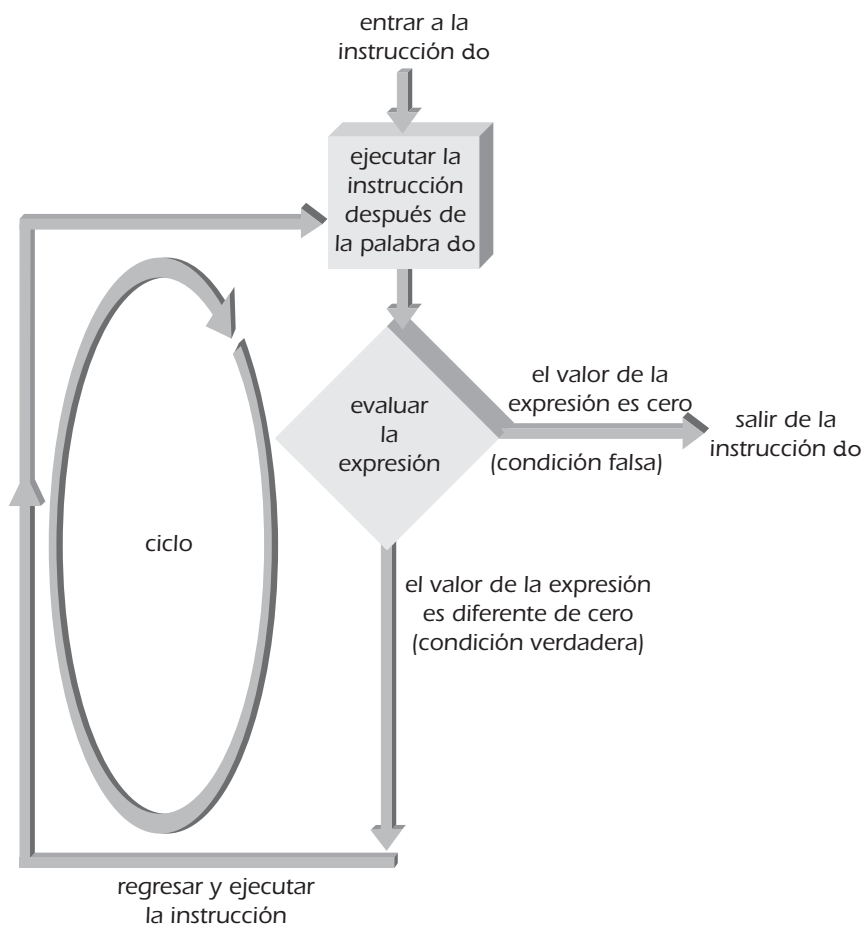 entrar a la
instrucción do
ejecutar la
instrucción
después de
la palabra do
evaluar
la
expresión
el valor de la
expresión es cero
(condición falsa)
salir de la
instrucción do
ciclo
el valor de la expresión
es diferente de cero
(condición verdadera)
regresar y ejecutar
la instrucción